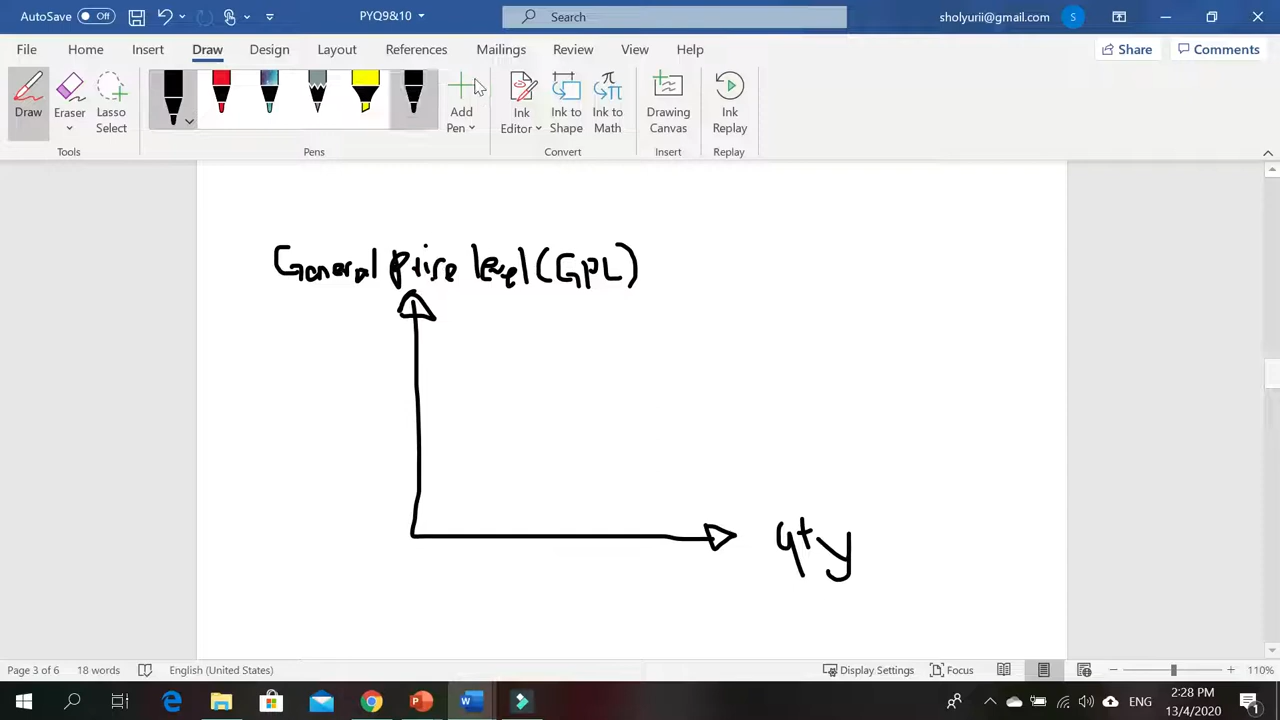 AutoSave Off PYQ9&10 Search sholyurii@gmail.com S
File Home Insert Draw Design Layout References Mailings Review View Help Share Comments
Draw Eraser Lasso Select Add Pen Ink Editor Ink to Shape Ink to Math Drawing Canvas Ink Replay
Tools Pens Convert Insert Replay
General price level (GPL)
qty
Page 3 of 6 18 words English (United States) Display Settings Focus 110%
ENG 2:28 PM
13/4/2020 1